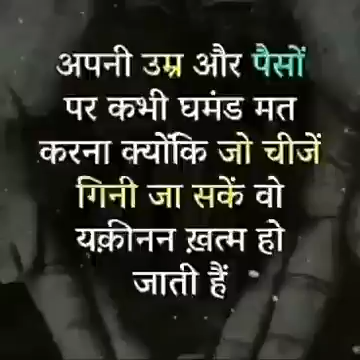 अपनी उम्र और पैसों
पर कभी घमंड मत
करना क्योंकि जो चीजें
गिनी जा सकें वो
यक़ीनन ख़त्म हो
जाती हैं